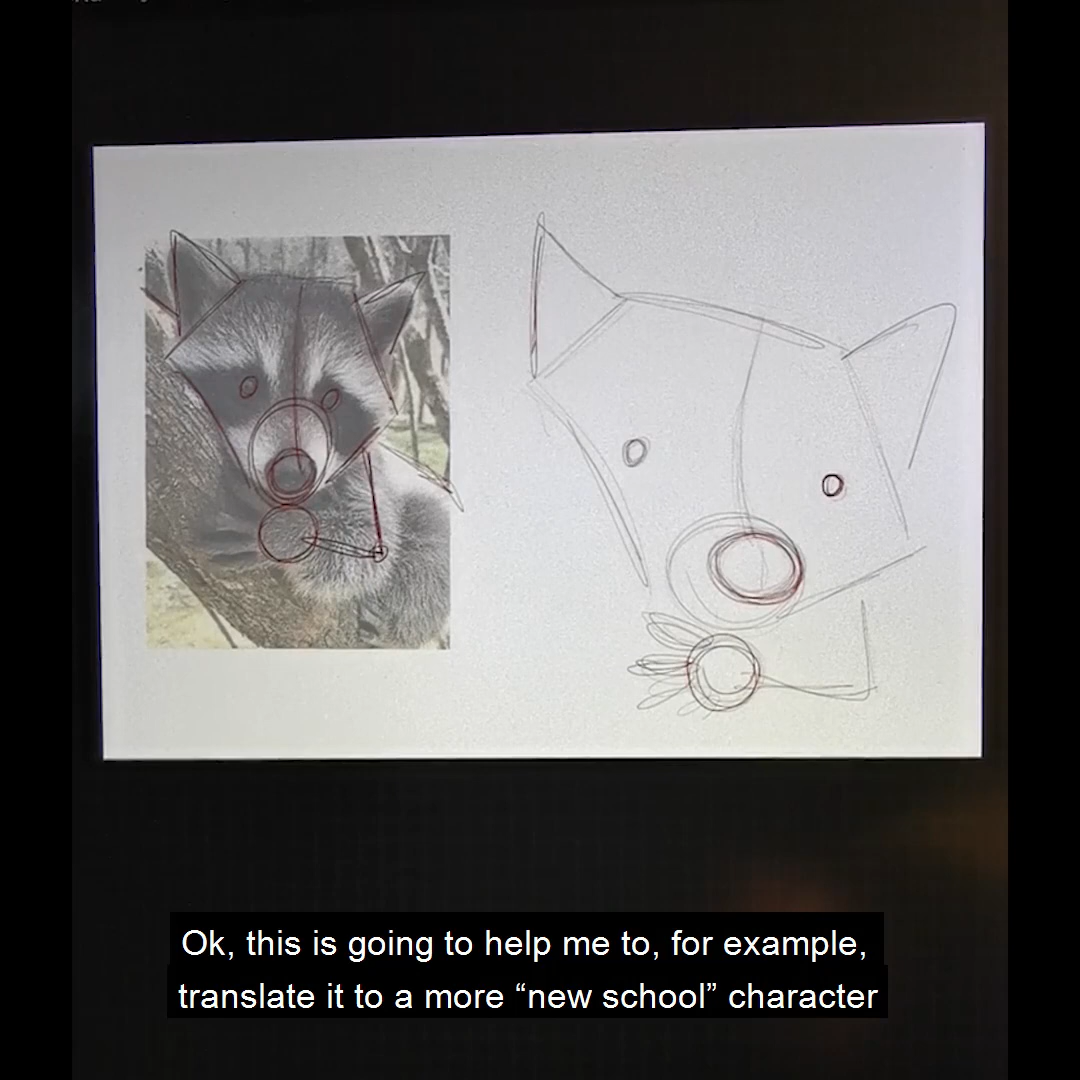 Ok, this is going to help me to, for example,
translate it to a more “new school” character